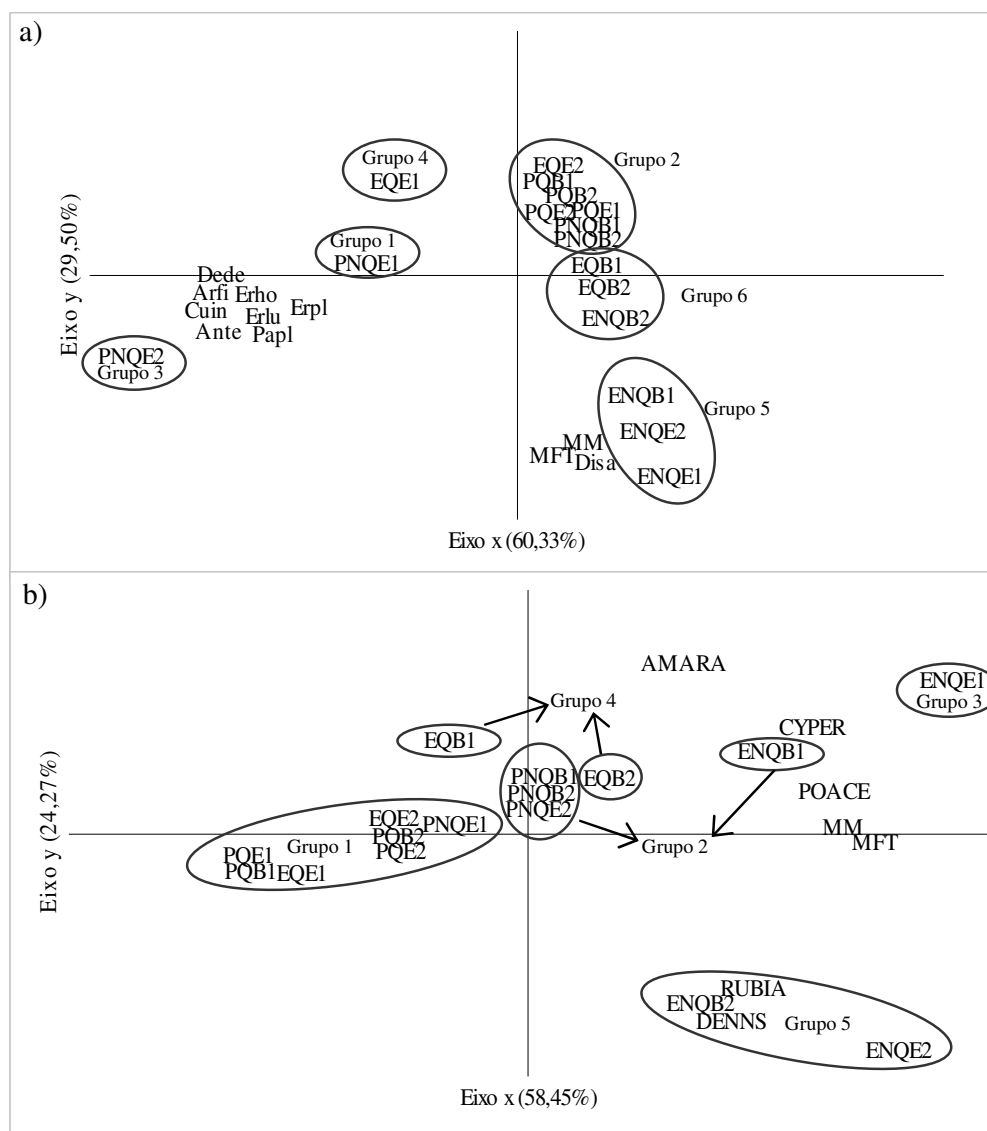 a)
Grupo 4
EQE1
Grupo 1
PNQE1
Dede
Arfi
Erho
Cuin
Erlu
Erpl
Ante
Papl
PNQE2
Grupo 3
EQE2
Grupo 2
PQB1
PQB2
PQE2
PQE1
PNQB1
PNQB2
EQB1
EQB2
Grupo 6
ENQB2
ENQB1
Grupo 5
ENQE2
MM
MFT
Disa
ENQE1
Eixo y (29,50%)
Eixo x (60,33%)
b)
AMARA
ENQE1
Grupo 3
Grupo 4
CYPER
EQB1
ENQB1
PNQB1
EQB2
PNQB2
PNQE2
POACE
EQE2
PNQE1
PQB2
PQE2
Grupo 1
PQE1
PQB1
EQE1
MM
MFT
Grupo 2
RUBIA
ENQB2
DENNS
Grupo 5
ENQE2
Eixo y (24,27%)
Eixo x (58,45%)